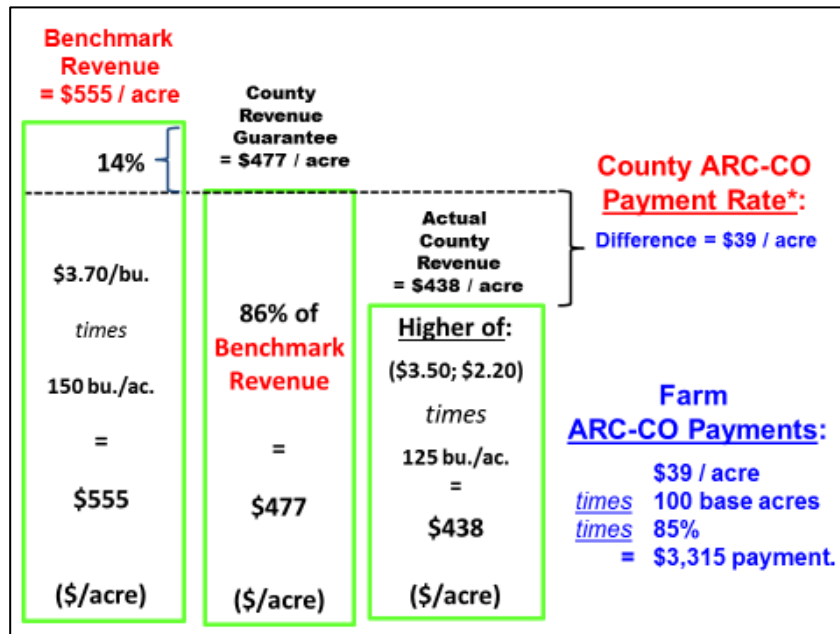 Benchmark
Revenue
= $555 / acre
14%
$3.70/bu.
times
150 bu./ac.
=
$555
($/acre)
County
Revenue
Guarantee
= $477 / acre
86% of
Benchmark
Revenue
=
$477
($/acre)
Actual
County
Revenue
= $438 / acre
Higher of:
($3.50; $2.20)
times
125 bu./ac.
=
$438
($/acre)
County ARC-CO
Payment Rate*:
Difference = $39 / acre
Farm
ARC-CO Payments:
$39 / acre
times 100 base acres
times 85%
= $3,315 payment.